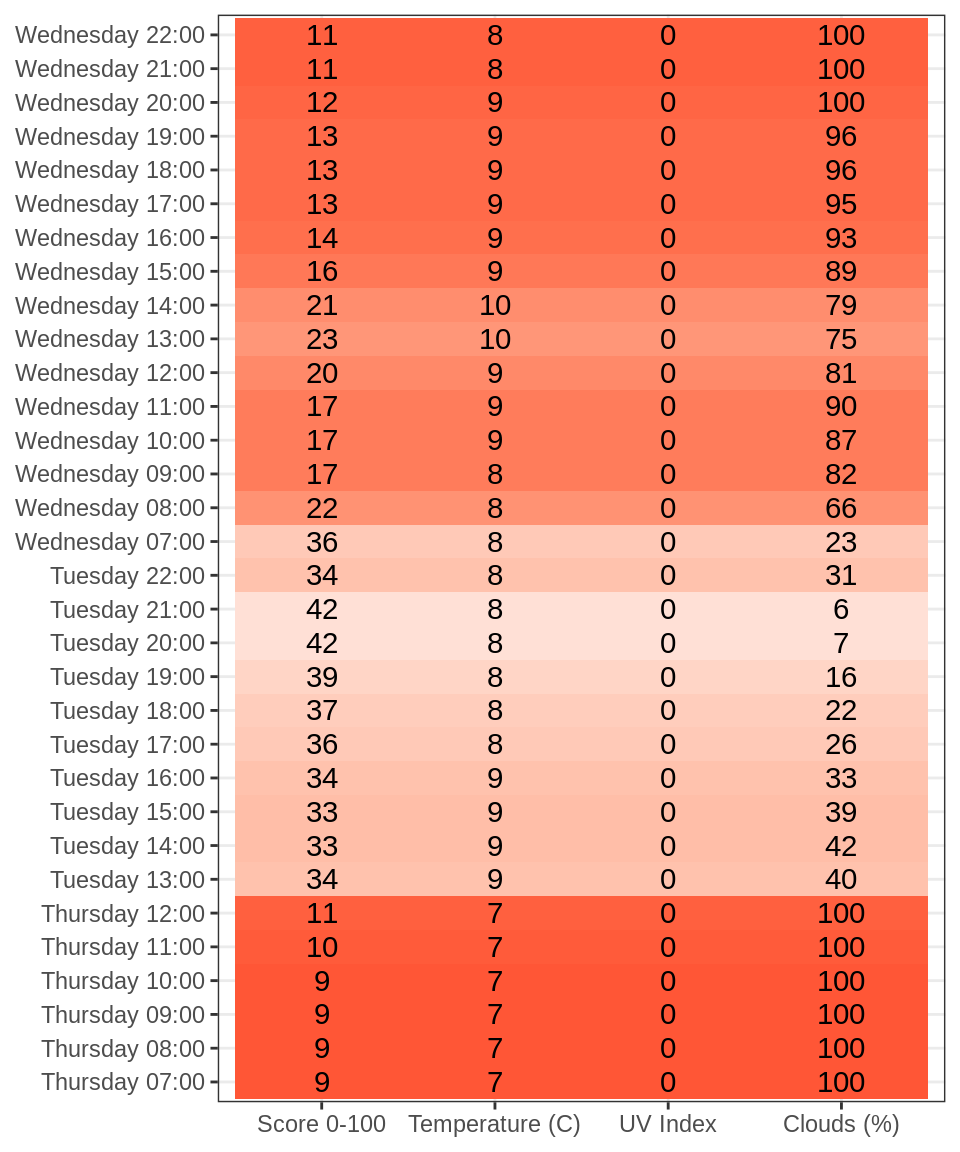 Wednesday 22:00 11 8 0 100
Wednesday 21:00 11 8 0 100
Wednesday 20:00 12 9 0 100
Wednesday 19:00 13 9 0 96
Wednesday 18:00 13 9 0 96
Wednesday 17:00 13 9 0 95
Wednesday 16:00 14 9 0 93
Wednesday 15:00 16 9 0 89
Wednesday 14:00 21 10 0 79
Wednesday 13:00 23 10 0 75
Wednesday 12:00 20 9 0 81
Wednesday 11:00 17 9 0 90
Wednesday 10:00 17 9 0 87
Wednesday 09:00 17 8 0 82
Wednesday 08:00 22 8 0 66
Wednesday 07:00 36 8 0 23
Tuesday 22:00 34 8 0 31
Tuesday 21:00 42 8 0 6
Tuesday 20:00 42 8 0 7
Tuesday 19:00 39 8 0 16
Tuesday 18:00 37 8 0 22
Tuesday 17:00 36 8 0 26
Tuesday 16:00 34 9 0 33
Tuesday 15:00 33 9 0 39
Tuesday 14:00 33 9 0 42
Tuesday 13:00 34 9 0 40
Thursday 12:00 11 7 0 100
Thursday 11:00 10 7 0 100
Thursday 10:00 9 7 0 100
Thursday 09:00 9 7 0 100
Thursday 08:00 9 7 0 100
Thursday 07:00 9 7 0 100
Score 0-100 Temperature (C) UV Index Clouds (%)